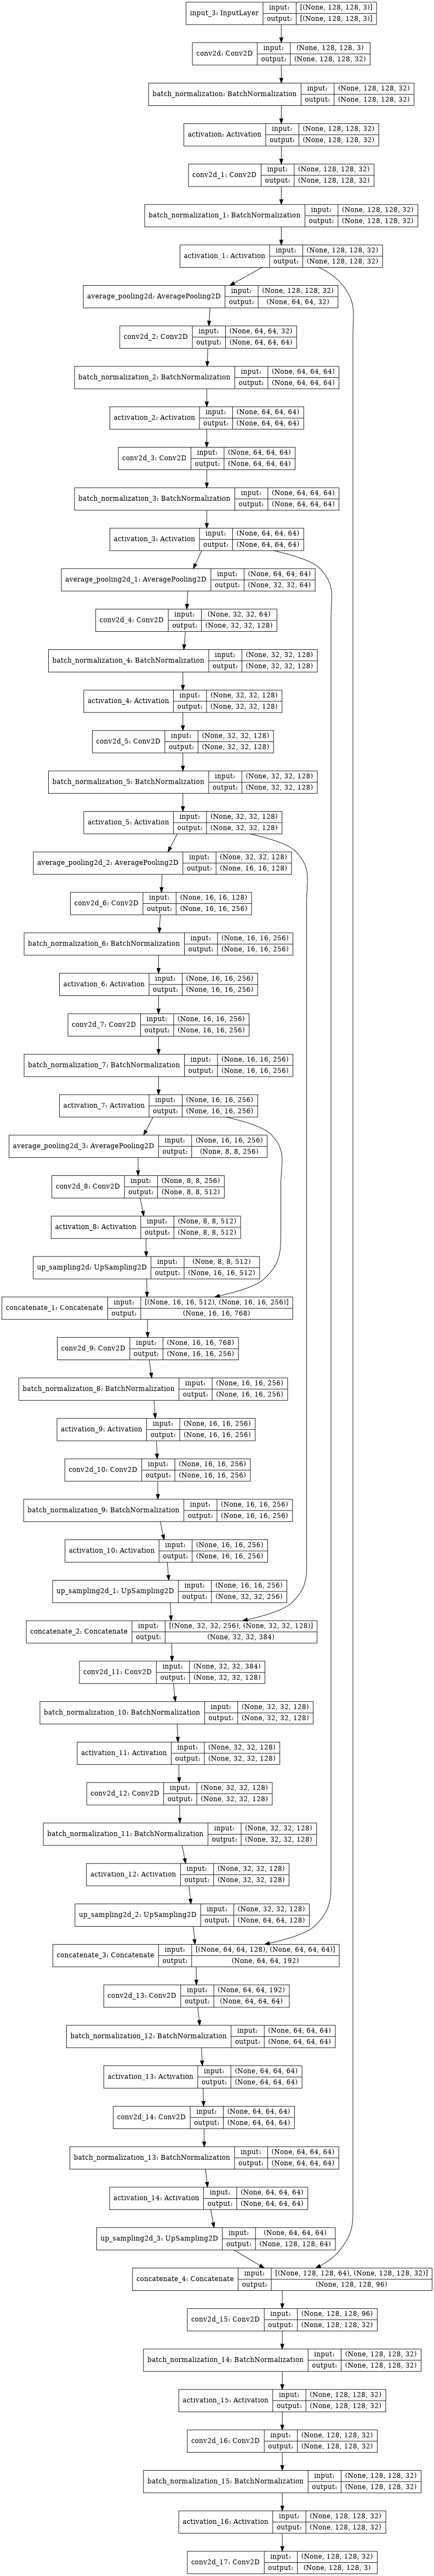 input_3: InputLayer
input: [(None, 128, 128, 3)]
output: [(None, 128, 128, 3)]
conv2d: Conv2D
input: (None, 128, 128, 3)
output: (None, 128, 128, 32)
batch_normalization: BatchNormalization
input: (None, 128, 128, 32)
output: (None, 128, 128, 32)
activation: Activation
input: (None, 128, 128, 32)
output: (None, 128, 128, 32)
conv2d_1: Conv2D
input: (None, 128, 128, 32)
output: (None, 128, 128, 32)
batch_normalization_1: BatchNormalization
input: (None, 128, 128, 32)
output: (None, 128, 128, 32)
activation_1: Activation
input: (None, 128, 128, 32)
output: (None, 128, 128, 32)
average_pooling2d: AveragePooling2D
input: (None, 128, 128, 32)
output: (None, 64, 64, 32)
conv2d_2: Conv2D
input: (None, 64, 64, 32)
output: (None, 64, 64, 64)
batch_normalization_2: BatchNormalization
input: (None, 64, 64, 64)
output: (None, 64, 64, 64)
activation_2: Activation
input: (None, 64, 64, 64)
output: (None, 64, 64, 64)
conv2d_3: Conv2D
input: (None, 64, 64, 64)
output: (None, 64, 64, 64)
batch_normalization_3: BatchNormalization
input: (None, 64, 64, 64)
output: (None, 64, 64, 64)
activation_3: Activation
input: (None, 64, 64, 64)
output: (None, 64, 64, 64)
average_pooling2d_1: AveragePooling2D
input: (None, 64, 64, 64)
output: (None, 32, 32, 64)
conv2d_4: Conv2D
input: (None, 32, 32, 64)
output: (None, 32, 32, 128)
batch_normalization_4: BatchNormalization
input: (None, 32, 32, 128)
output: (None, 32, 32, 128)
activation_4: Activation
input: (None, 32, 32, 128)
output: (None, 32, 32, 128)
conv2d_5: Conv2D
input: (None, 32, 32, 128)
output: (None, 32, 32, 128)
batch_normalization_5: BatchNormalization
input: (None, 32, 32, 128)
output: (None, 32, 32, 128)
activation_5: Activation
input: (None, 32, 32, 128)
output: (None, 32, 32, 128)
average_pooling2d_2: AveragePooling2D
input: (None, 32, 32, 128)
output: (None, 16, 16, 128)
conv2d_6: Conv2D
input: (None, 16, 16, 128)
output: (None, 16, 16, 256)
batch_normalization_6: BatchNormalization
input: (None, 16, 16, 256)
output: (None, 16, 16, 256)
activation_6: Activation
input: (None, 16, 16, 256)
output: (None, 16, 16, 256)
conv2d_7: Conv2D
input: (None, 16, 16, 256)
output: (None, 16, 16, 256)
batch_normalization_7: BatchNormalization
input: (None, 16, 16, 256)
output: (None, 16, 16, 256)
activation_7: Activation
input: (None, 16, 16, 256)
output: (None, 16, 16, 256)
average_pooling2d_3: AveragePooling2D
input: (None, 16, 16, 256)
output: (None, 8, 8, 256)
conv2d_8: Conv2D
input: (None, 8, 8, 256)
output: (None, 8, 8, 512)
activation_8: Activation
input: (None, 8, 8, 512)
output: (None, 8, 8, 512)
up_sampling2d: UpSampling2D
input: (None, 8, 8, 512)
output: (None, 16, 16, 512)
concatenate_1: Concatenate
input: [(None, 16, 16, 512), (None, 16, 16, 256)]
output: (None, 16, 16, 768)
conv2d_9: Conv2D
input: (None, 16, 16, 768)
output: (None, 16, 16, 256)
batch_normalization_8: BatchNormalization
input: (None, 16, 16, 256)
output: (None, 16, 16, 256)
activation_9: Activation
input: (None, 16, 16, 256)
output: (None, 16, 16, 256)
conv2d_10: Conv2D
input: (None, 16, 16, 256)
output: (None, 16, 16, 256)
batch_normalization_9: BatchNormalization
input: (None, 16, 16, 256)
output: (None, 16, 16, 256)
activation_10: Activation
input: (None, 16, 16, 256)
output: (None, 16, 16, 256)
up_sampling2d_1: UpSampling2D
input: (None, 16, 16, 256)
output: (None, 32, 32, 256)
concatenate_2: Concatenate
input: [(None, 32, 32, 256), (None, 32, 32, 128)]
output: (None, 32, 32, 384)
conv2d_11: Conv2D
input: (None, 32, 32, 384)
output: (None, 32, 32, 128)
batch_normalization_10: BatchNormalization
input: (None, 32, 32, 128)
output: (None, 32, 32, 128)
activation_11: Activation
input: (None, 32, 32, 128)
output: (None, 32, 32, 128)
conv2d_12: Conv2D
input: (None, 32, 32, 128)
output: (None, 32, 32, 128)
batch_normalization_11: BatchNormalization
input: (None, 32, 32, 128)
output: (None, 32, 32, 128)
activation_12: Activation
input: (None, 32, 32, 128)
output: (None, 32, 32, 128)
up_sampling2d_2: UpSampling2D
input: (None, 32, 32, 128)
output: (None, 64, 64, 128)
concatenate_3: Concatenate
input: [(None, 64, 64, 128), (None, 64, 64, 64)]
output: (None, 64, 64, 192)
conv2d_13: Conv2D
input: (None, 64, 64, 192)
output: (None, 64, 64, 64)
batch_normalization_12: BatchNormalization
input: (None, 64, 64, 64)
output: (None, 64, 64, 64)
activation_13: Activation
input: (None, 64, 64, 64)
output: (None, 64, 64, 64)
conv2d_14: Conv2D
input: (None, 64, 64, 64)
output: (None, 64, 64, 64)
batch_normalization_13: BatchNormalization
input: (None, 64, 64, 64)
output: (None, 64, 64, 64)
activation_14: Activation
input: (None, 64, 64, 64)
output: (None, 64, 64, 64)
up_sampling2d_3: UpSampling2D
input: (None, 64, 64, 64)
output: (None, 128, 128, 64)
concatenate_4: Concatenate
input: [(None, 128, 128, 64), (None, 128, 128, 32)]
output: (None, 128, 128, 96)
conv2d_15: Conv2D
input: (None, 128, 128, 96)
output: (None, 128, 128, 32)
batch_normalization_14: BatchNormalization
input: (None, 128, 128, 32)
output: (None, 128, 128, 32)
activation_15: Activation
input: (None, 128, 128, 32)
output: (None, 128, 128, 32)
conv2d_16: Conv2D
input: (None, 128, 128, 32)
output: (None, 128, 128, 32)
batch_normalization_15: BatchNormalization
input: (None, 128, 128, 32)
output: (None, 128, 128, 32)
activation_16: Activation
input: (None, 128, 128, 32)
output: (None, 128, 128, 32)
conv2d_17: Conv2D
input: (None, 128, 128, 32)
output: (None, 128, 128, 3)